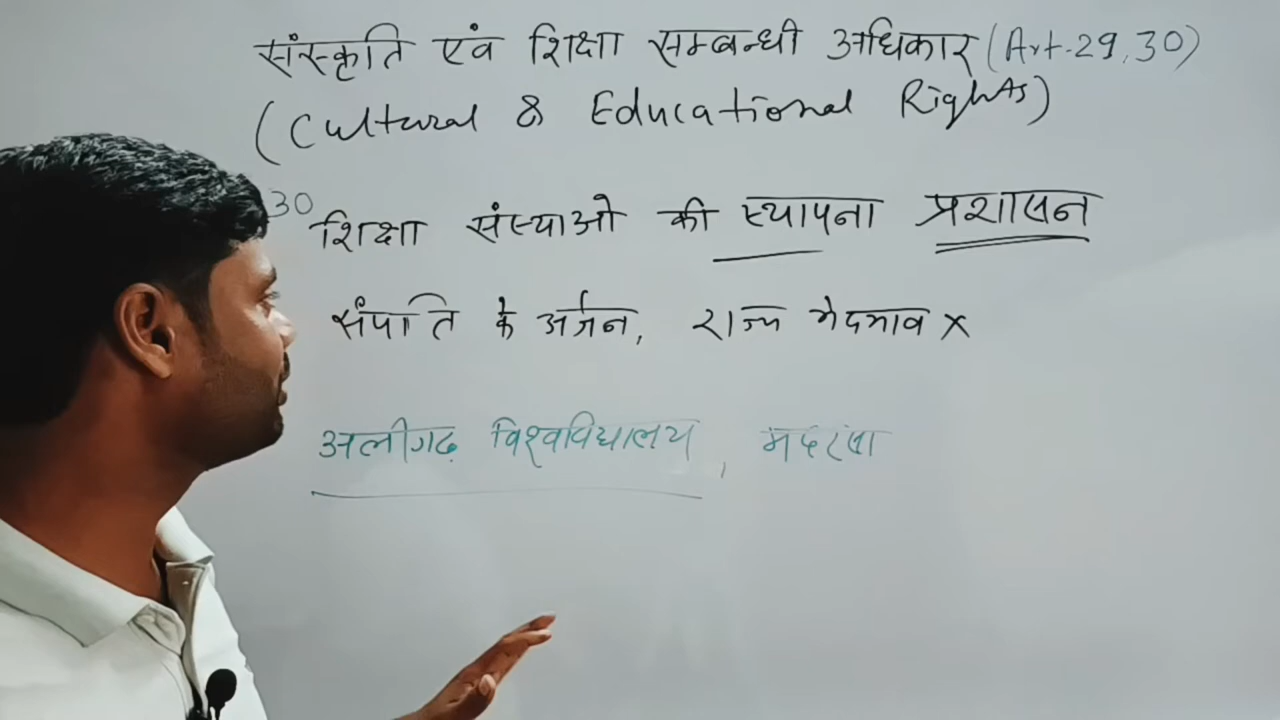 संस्कृति एवं शिक्षा सम्बन्धी अधिकार (Art-29,30)
(Cultural & Educational Rights)
30 शिक्षा संस्थाओ की स्थापना प्रशासन
संपाति के अर्जन, राज्य भेदभाव x
अलीगढ़ विश्वविद्यालय, मदरसा